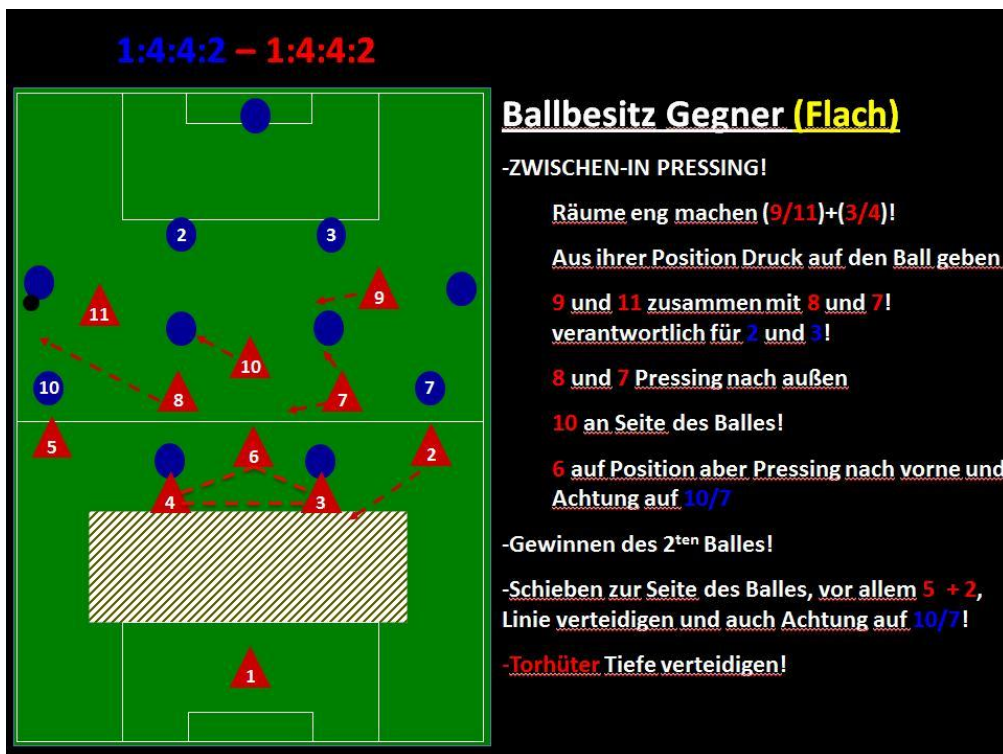 1:4:4:2 – 1:4:4:2
Ballbesitz Gegner (Flach)
-ZWISCHEN-IN PRESSING!
Räume eng machen (9/11)+(3/4)!
Aus ihrer Position Druck auf den Ball geben
9 und 11 zusammen mit 8 und 7!
verantwortlich für 2 und 3!
8 und 7 Pressing nach außen
10 an Seite des Balles!
6 auf Position aber Pressing nach vorne und
Achtung auf 10/7
-Gewinnen des 2ten Balles!
-Schieben zur Seite des Balles, vor allem 5 + 2,
Linie verteidigen und auch Achtung auf 10/7!
-Torhüter Tiefe verteidigen!
2
3
9
11
10
10
8
7
7
5
6
2
4
3
1